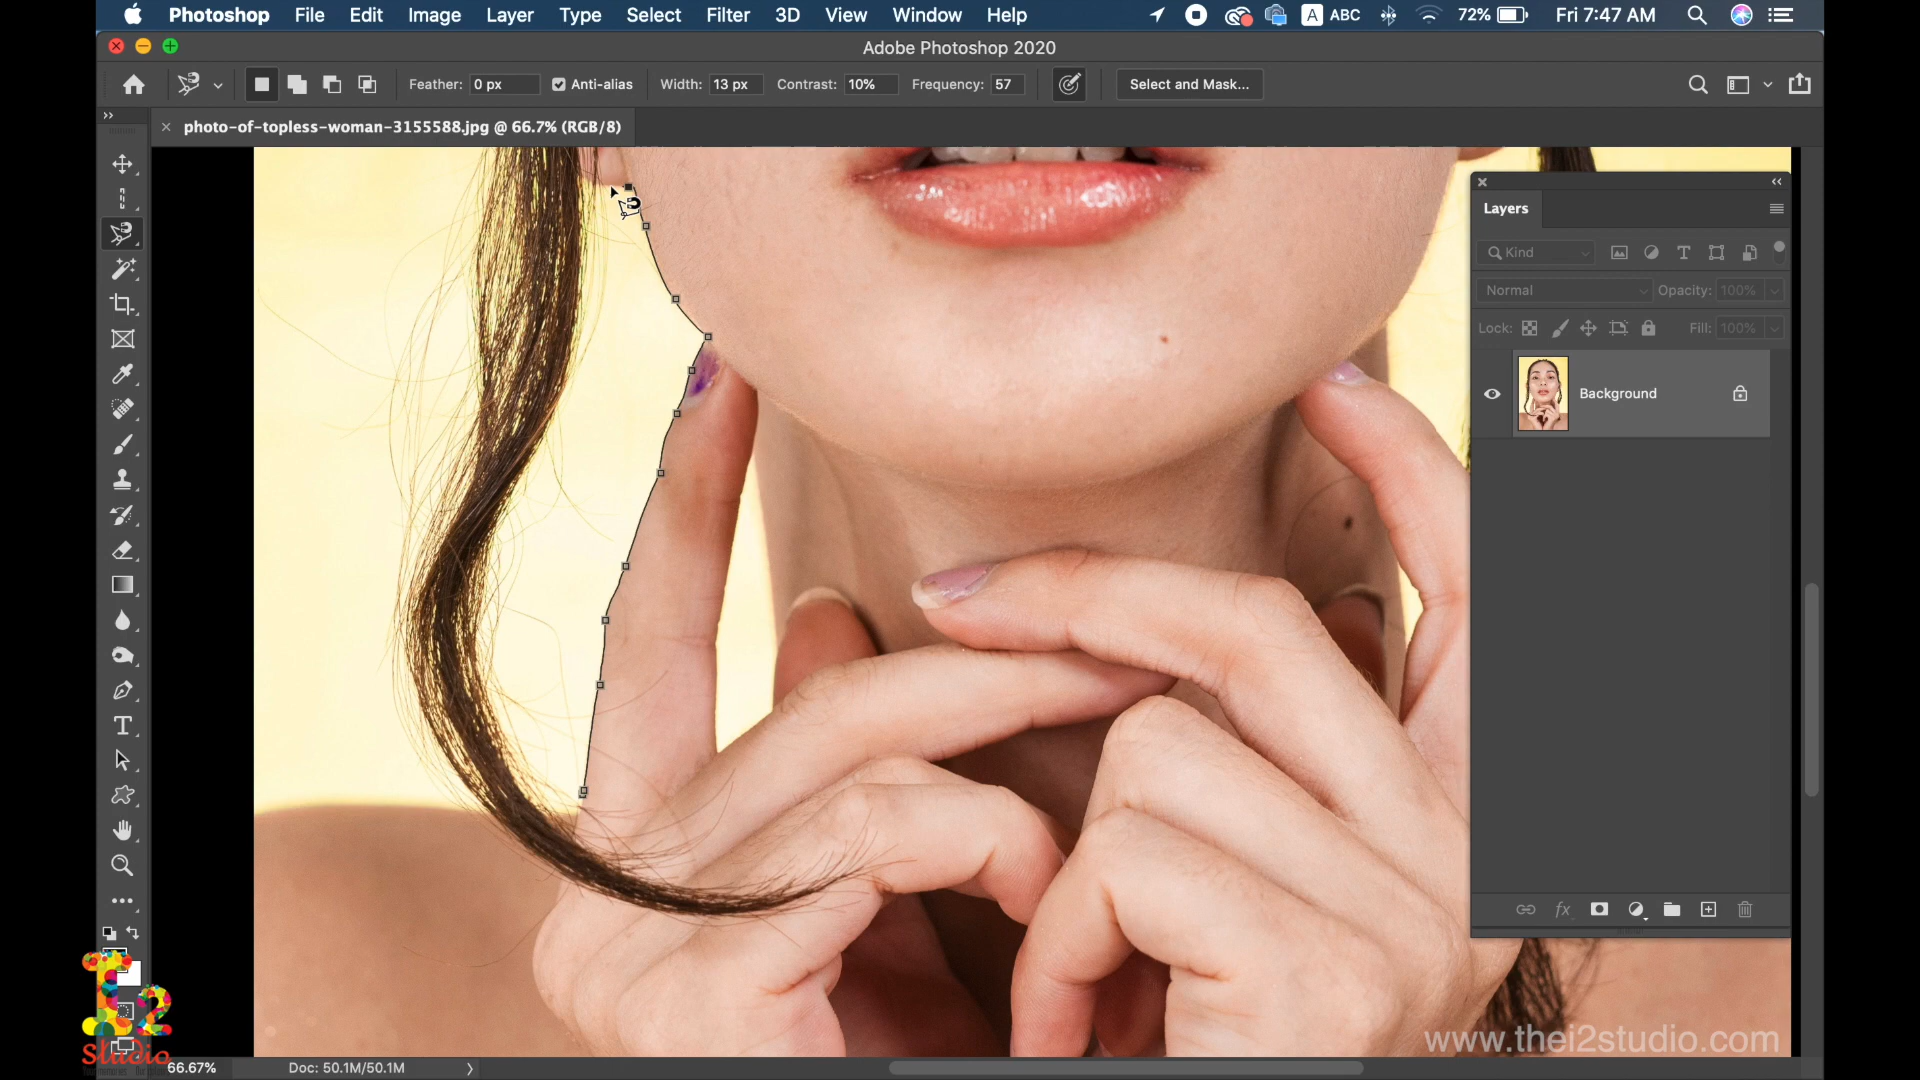 Photoshop File Edit Image Layer Type Select Filter 3D View Window Help A ABC 72% Fri 7:47 AM
Adobe Photoshop 2020
Feather: 0 px Anti-alias Width: 13 px Contrast: 10% Frequency: 57 Select and Mask...
photo-of-topless-woman-3155588.jpg @ 66.7% (RGB/8)
Layers
Kind
Normal Opacity: 100%
Lock: Fill: 100%
Background
fx
12
Studio
www.thei2studio.com
66.67% Doc: 50.1M/50.1M